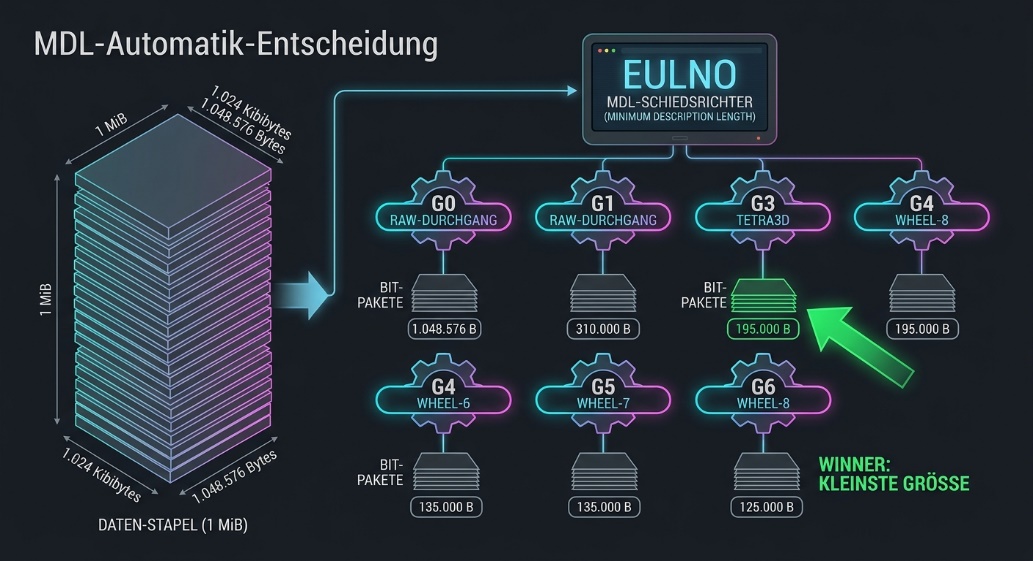 MDL-Automatik-Entscheidung
1 MiB
1.024 Kibibytes
1.048.576 Bytes
1 MiB
1.024 Kibibytes
1.048.576 Bytes
DATEN-STAPEL (1 MiB)
EULNO
MDL-SCHIEDSRICHTER
(MINIMUM DESCRIPTION LENGTH)
G0
RAW-DURCHGANG
G1
RAW-DURCHGANG
G3
TETRA3D
G4
WHEEL-8
BIT-
PAKETE
BIT-
PAKETE
1.048.576 B
310.000 B
195.000 B
195.000 B
G4
WHEEL-6
G5
WHEEL-7
G6
WHEEL-8
BIT-
PAKETE
135.000 B
135.000 B
125.000 B
WINNER:
KLEINSTE GRÖSSE